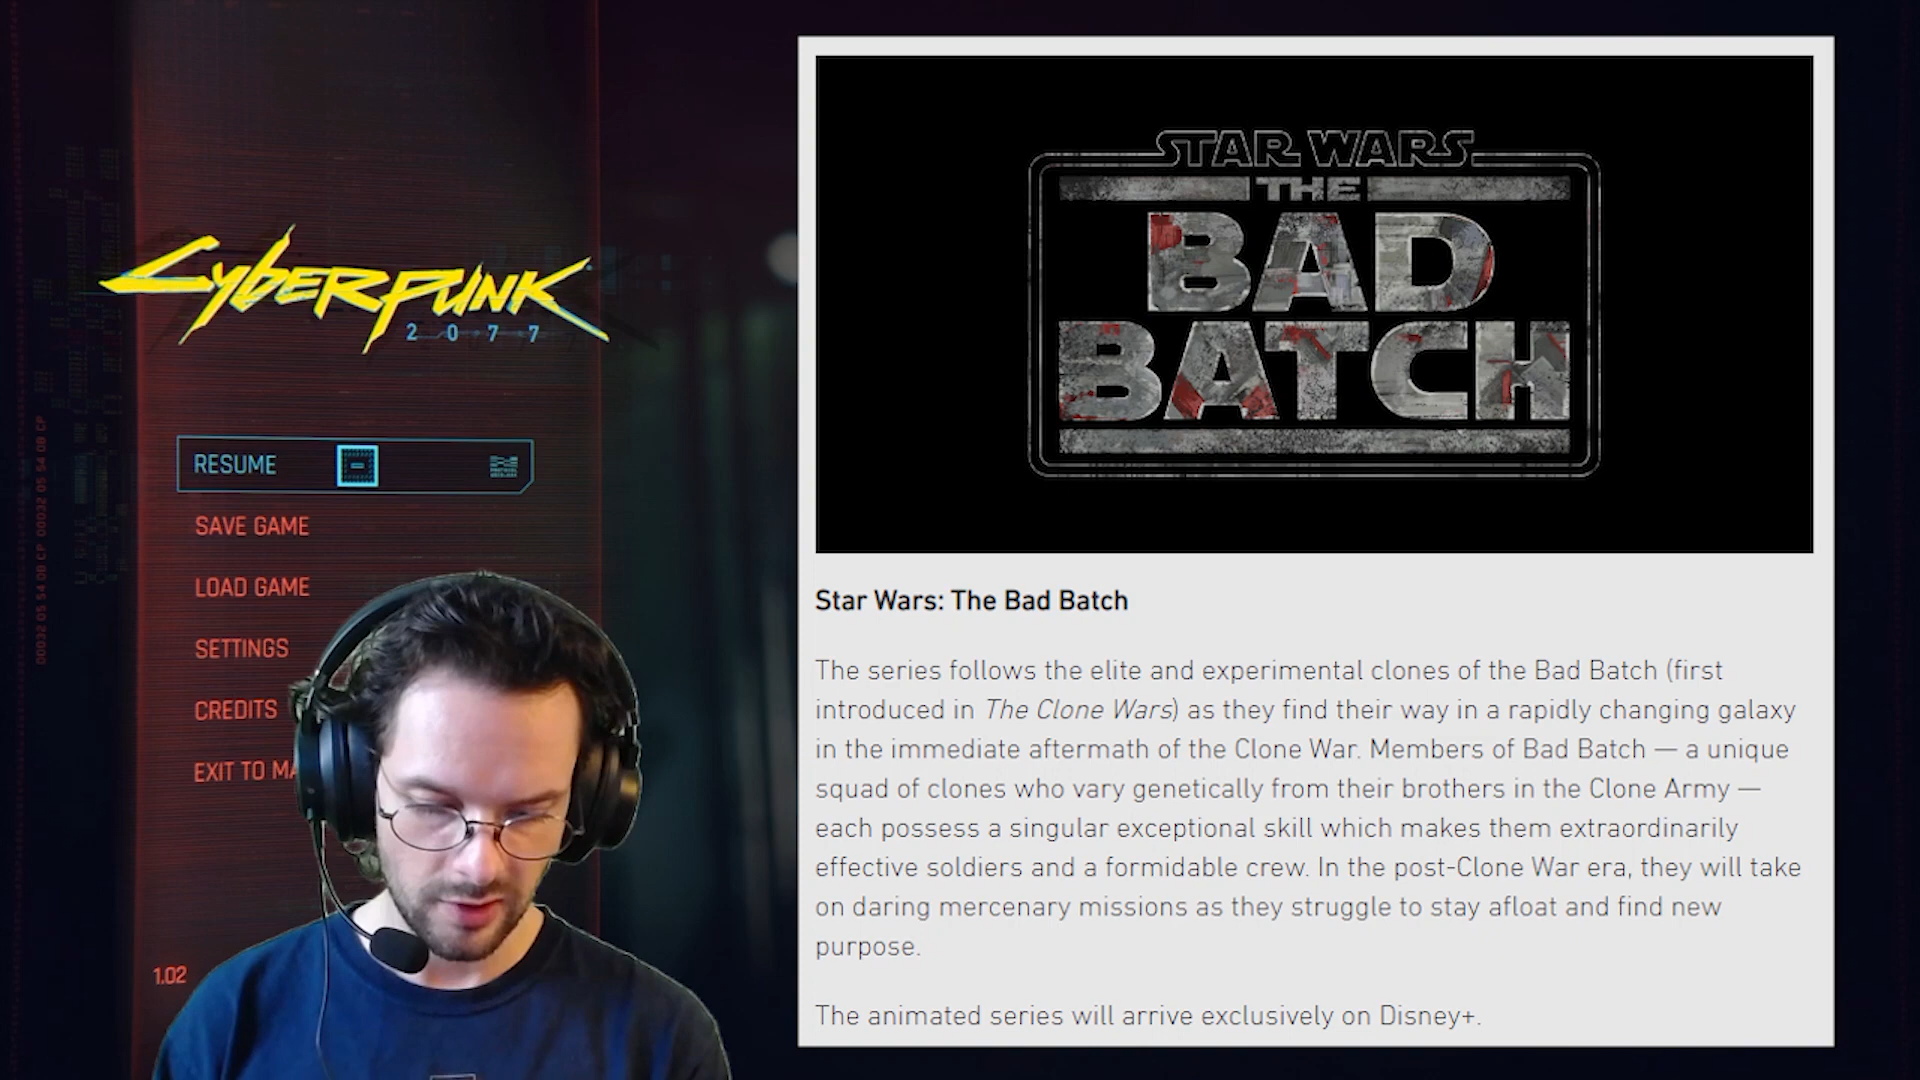 CYBERPUNK
2077
RESUME
SAVE GAME
LOAD GAME
SETTINGS
CREDITS
EXIT TO MA
1.02
STAR WARS
THE
BAD
BATCH
Star Wars: The Bad Batch
The series follows the elite and experimental clones of the Bad Batch (first
introduced in The Clone Wars) as they find their way in a rapidly changing galaxy
in the immediate aftermath of the Clone War. Members of Bad Batch — a unique
squad of clones who vary genetically from their brothers in the Clone Army —
each possess a singular exceptional skill which makes them extraordinarily
effective soldiers and a formidable crew. In the post-Clone War era, they will take
on daring mercenary missions as they struggle to stay afloat and find new
purpose.
The animated series will arrive exclusively on Disney+.